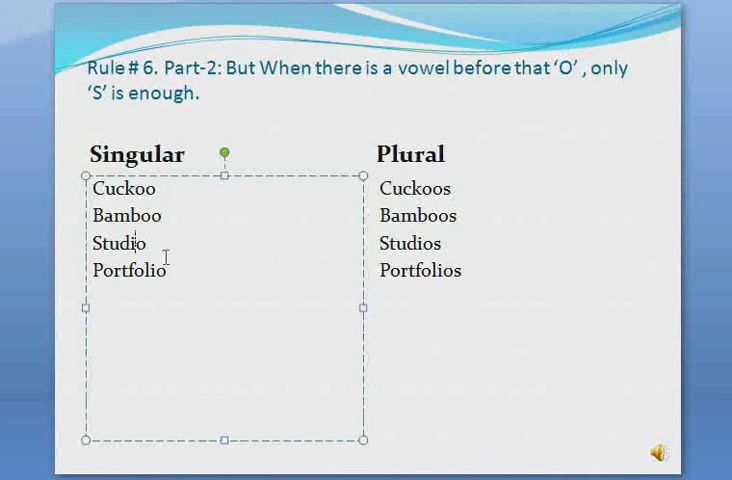 Rule # 6. Part-2: But When there is a vowel before that ‘O’ , only
‘S’ is enough.
Singular
Cuckoo
Bamboo
Studio
Portfolio
Plural
Cuckoos
Bamboos
Studios
Portfolios